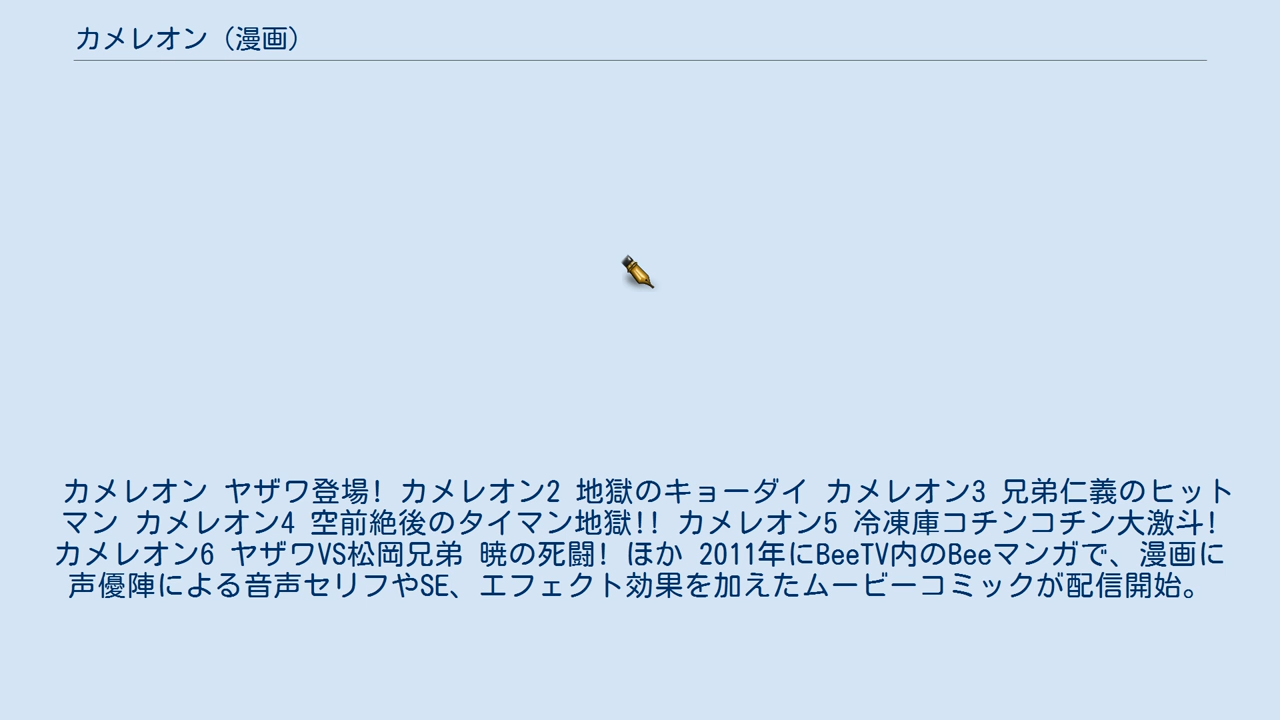 カメレオン（漫画）
カメレオン ヤザワ登場! カメレオン2 地獄のキョーダイ カメレオン3 兄弟仁義のヒット
マン カメレオン4 空前絶後のタイマン地獄!! カメレオン5 冷凍庫コチンコチン大激斗!
カメレオン6 ヤザワVS松岡兄弟 暁の死闘! ほか 2011年にBeeTV内のBeeマンガで、漫画に
声優陣による音声セリフやSE、エフェクト効果を加えたムービーコミックが配信開始。